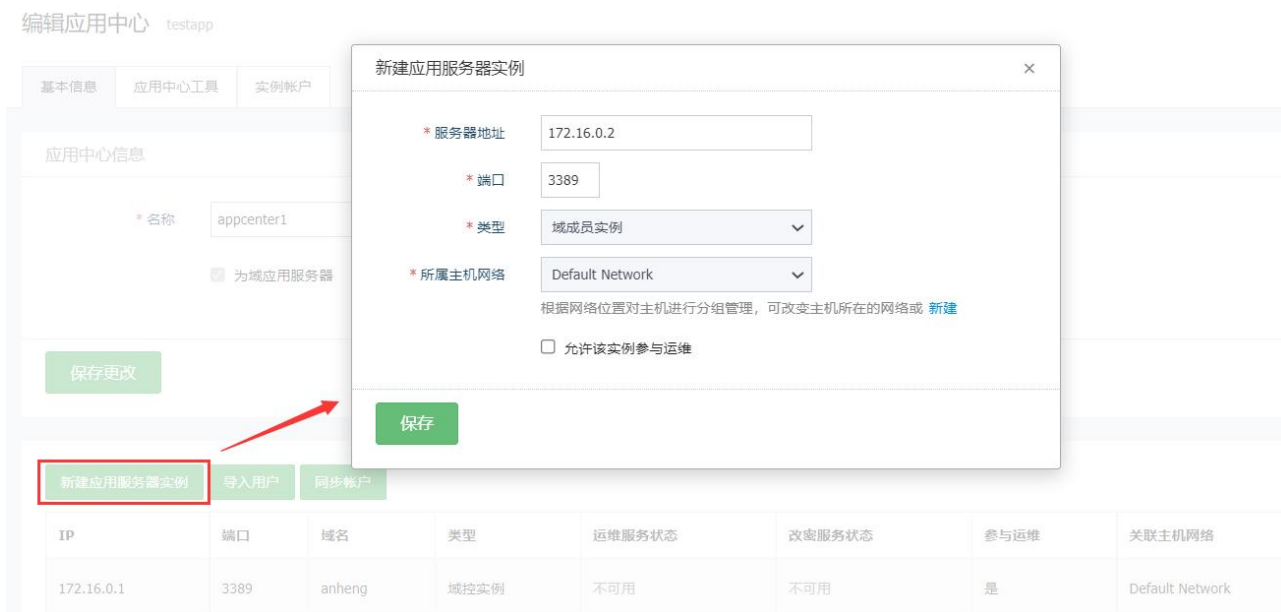 编辑应用中心 testapp
基本信息 应用中心工具 实例帐户
应用中心信息
* 名称 appcenter1
为域应用服务器
保存更改
新建应用服务器实例
* 服务器地址 172.16.0.2
* 端口 3389
* 类型 域成员实例
* 所属主机网络 Default Network
根据网络位置对主机进行分组管理，可改变主机所在的网络或 新建
允许该实例参与运维
保存
新建应用服务器实例 导入用户 同步帐户
IP 端口 域名 类型 运维服务状态 改密服务状态 参与运维 关联主机网络
172.16.0.1 3389 anheng 域控实例 不可用 不可用 是 Default Network